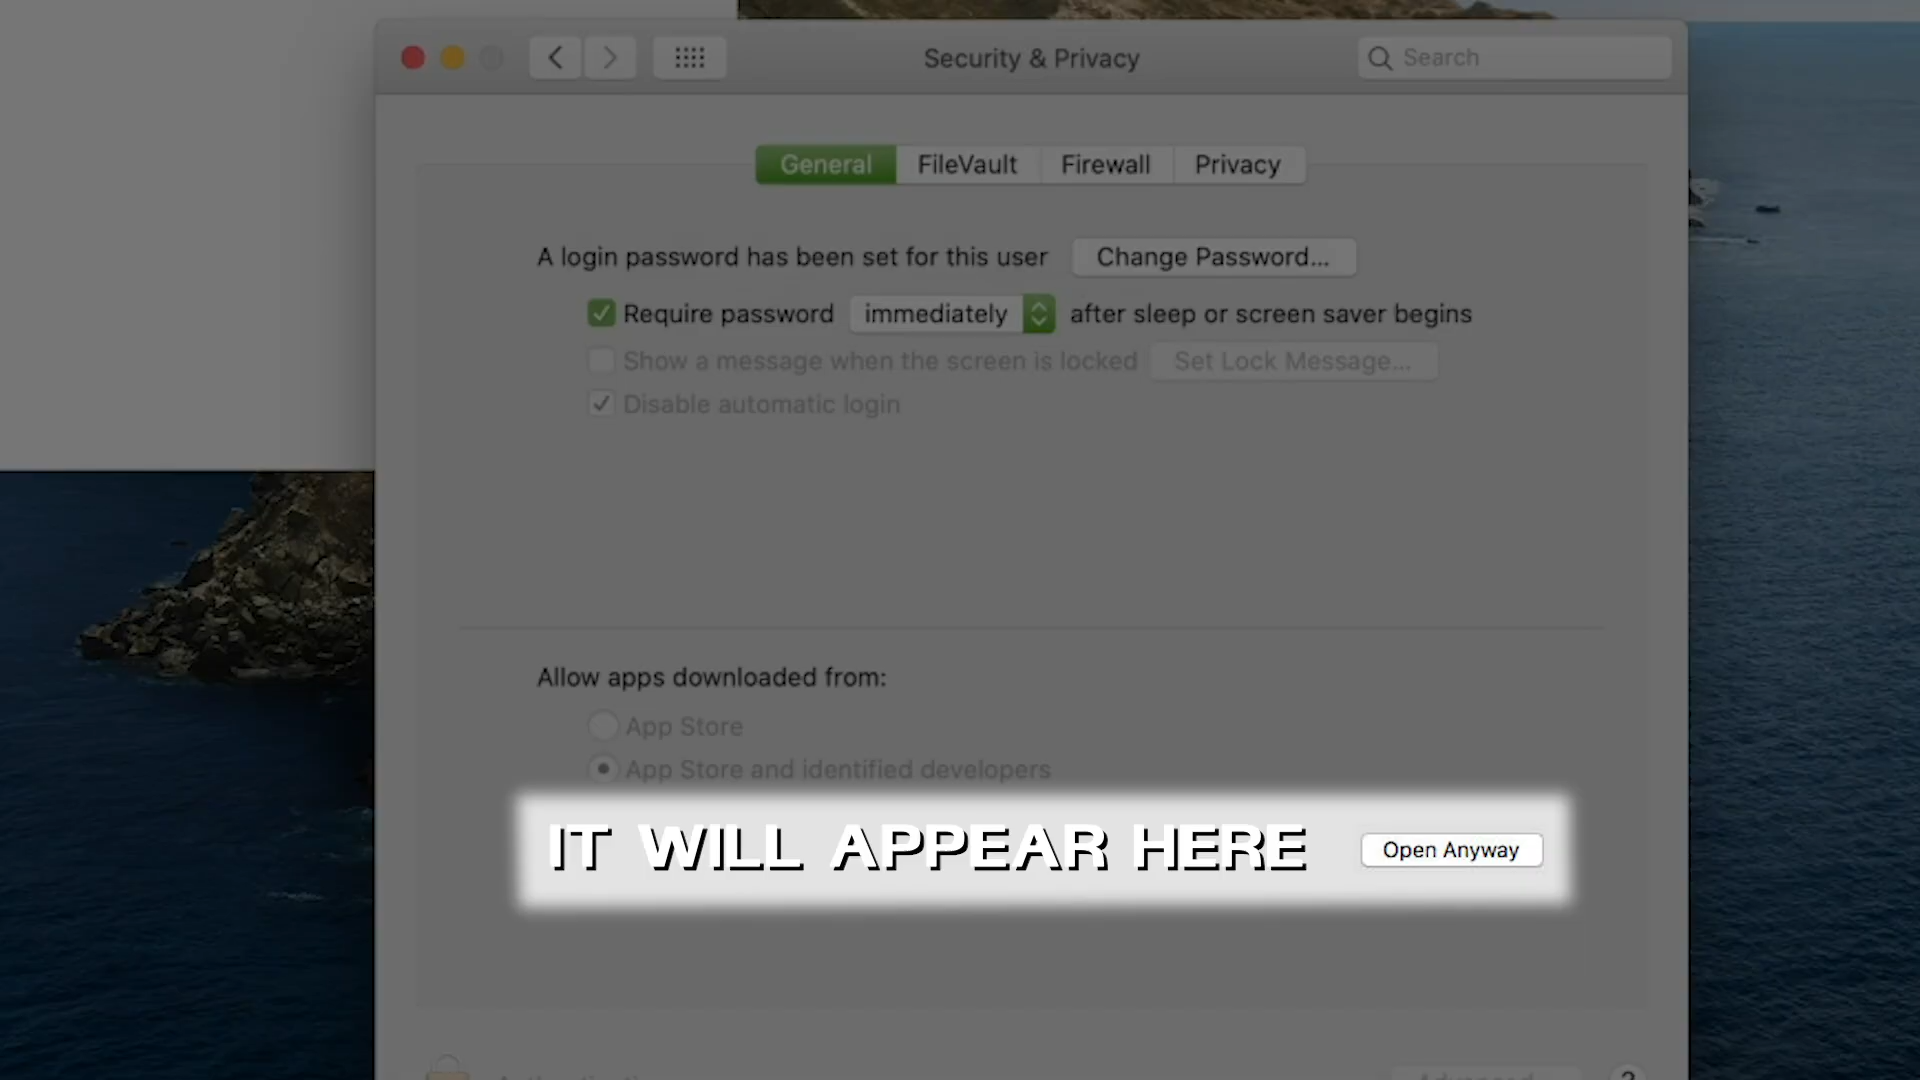 Security & Privacy
Search
General
FileVault
Firewall
Privacy
A login password has been set for this user
Change Password...
Require password
immediately
after sleep or screen saver begins
Show a message when the screen is locked
Set Lock Message...
Disable automatic login
Allow apps downloaded from:
App Store
App Store and identified developers
IT WILL APPEAR HERE
Open Anyway
?